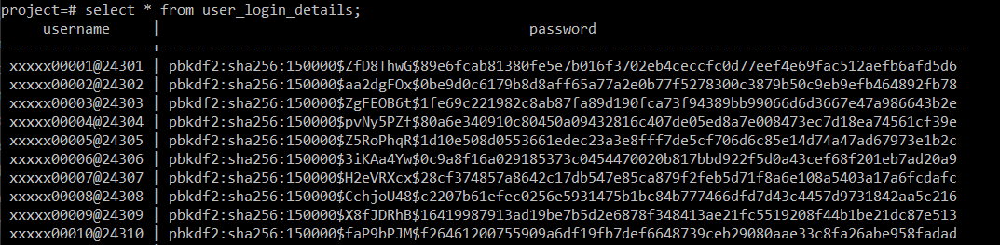 project=# select * from user_login_details;
username | password
------------------+----------------------------------------------------------------------------------------------
xxxxx00001@24301 | pbkdf2:sha256:150000$ZfD8ThwG$89e6fcab81380fe5e7b016f3702eb4ceccfc0d77eef4e69fac512aefb6afd5d6
xxxxx00002@24302 | pbkdf2:sha256:150000$aa2dgFOx$0be9d0c6179b8d8aff65a77a2e0b77f5278300c3879b50c9eb9efb464892fb78
xxxxx00003@24303 | pbkdf2:sha256:150000$ZgFEOB6t$1fe69c221982c8ab87fa89d190fca73f94389bb99066d6d3667e47a986643b2e
xxxxx00004@24304 | pbkdf2:sha256:150000$pvNy5PZf$80a6e340910c80450a09432816c407de05ed8a7e008473ec7d18ea74561cf39e
xxxxx00005@24305 | pbkdf2:sha256:150000$Z5RoPhqR$1d10e508d0553661edec23a3e8fff7de5cf706d6c85e14d74a47ad67973e1b2c
xxxxx00006@24306 | pbkdf2:sha256:150000$3iKAa4Yw$0c9a8f16a029185373c0454470020b817bbd922f5d0a43cef68f201eb7ad20a9
xxxxx00007@24307 | pbkdf2:sha256:150000$H2eVRXcx$28cf374857a8642c17db547e85ca879f2feb5d71f8a6e108a5403a17a6fcdafc
xxxxx00008@24308 | pbkdf2:sha256:150000$CchjoU48$c2207b61efec0256e5931475b1bc84b777466dfd7d43c4457d9731842aa5c216
xxxxx00009@24309 | pbkdf2:sha256:150000$X8fJDRhB$16419987913ad19be7b5d2e6878f348413ae21fc5519208f44b1be21dc87e513
xxxxx00010@24310 | pbkdf2:sha256:150000$faP9bPJM$f26461200755909a6df19fb7def6648739ceb29080aae33c8fa26abe958fadad